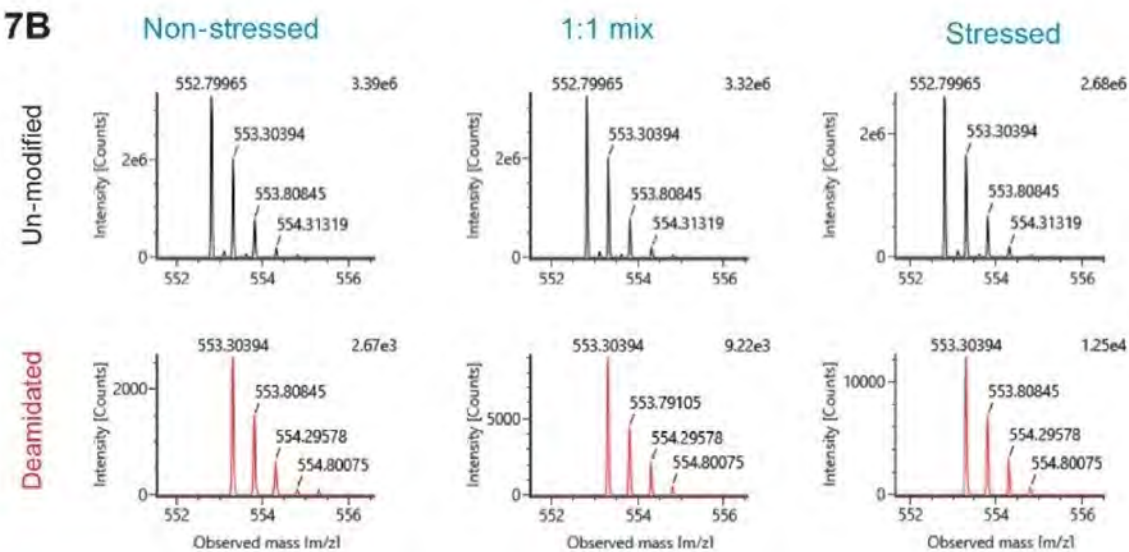 7B
Non-stressed 1:1 mix Stressed
Un-modified
Intensity [Counts]
552.79965 3.39e6
553.30394
2e6
553.80845
554.31319
0
552 554 556
Intensity [Counts]
552.79965 3.32e6
553.30394
2e6
553.80845
554.31319
0
552 554 556
Intensity [Counts]
552.79965 2.68e6
2e6
553.30394
553.80845
554.31319
0
552 554 556
Deamidated
Intensity [Counts]
553.30394 2.67e3
2000
553.80845
554.29578
554.80075
0
552 554 556
Observed mass [m/z]
Intensity [Counts]
553.30394 9.22e3
553.79105
5000
554.29578
554.80075
0
552 554 556
Observed mass [m/z]
Intensity [Counts]
553.30394 1.25e4
10000
553.80845
554.29578
554.80075
0
552 554 556
Observed mass [m/z]